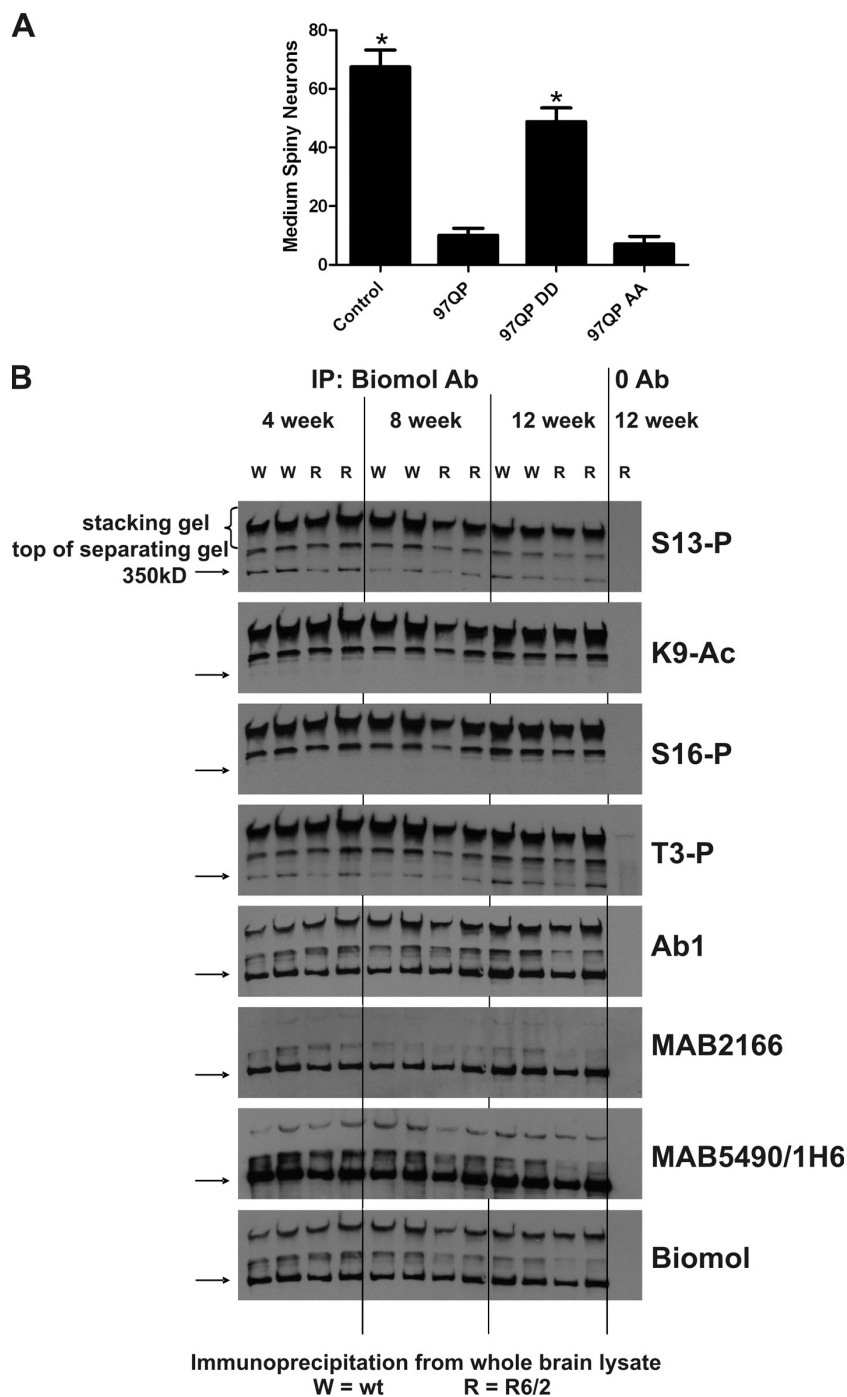 A
80
60
40
20
0
Medium Spiny Neurons
*
*
Control
97QP
97QP DD
97QP AA
B
IP: Biomol Ab 0 Ab
4 week 8 week 12 week 12 week
W W R R W W R R W W R R R
stacking gel
top of separating gel
350kD
S13-P
K9-Ac
S16-P
T3-P
Ab1
MAB2166
MAB5490/1H6
Biomol
Immunoprecipitation from whole brain lysate
W = wt R = R6/2